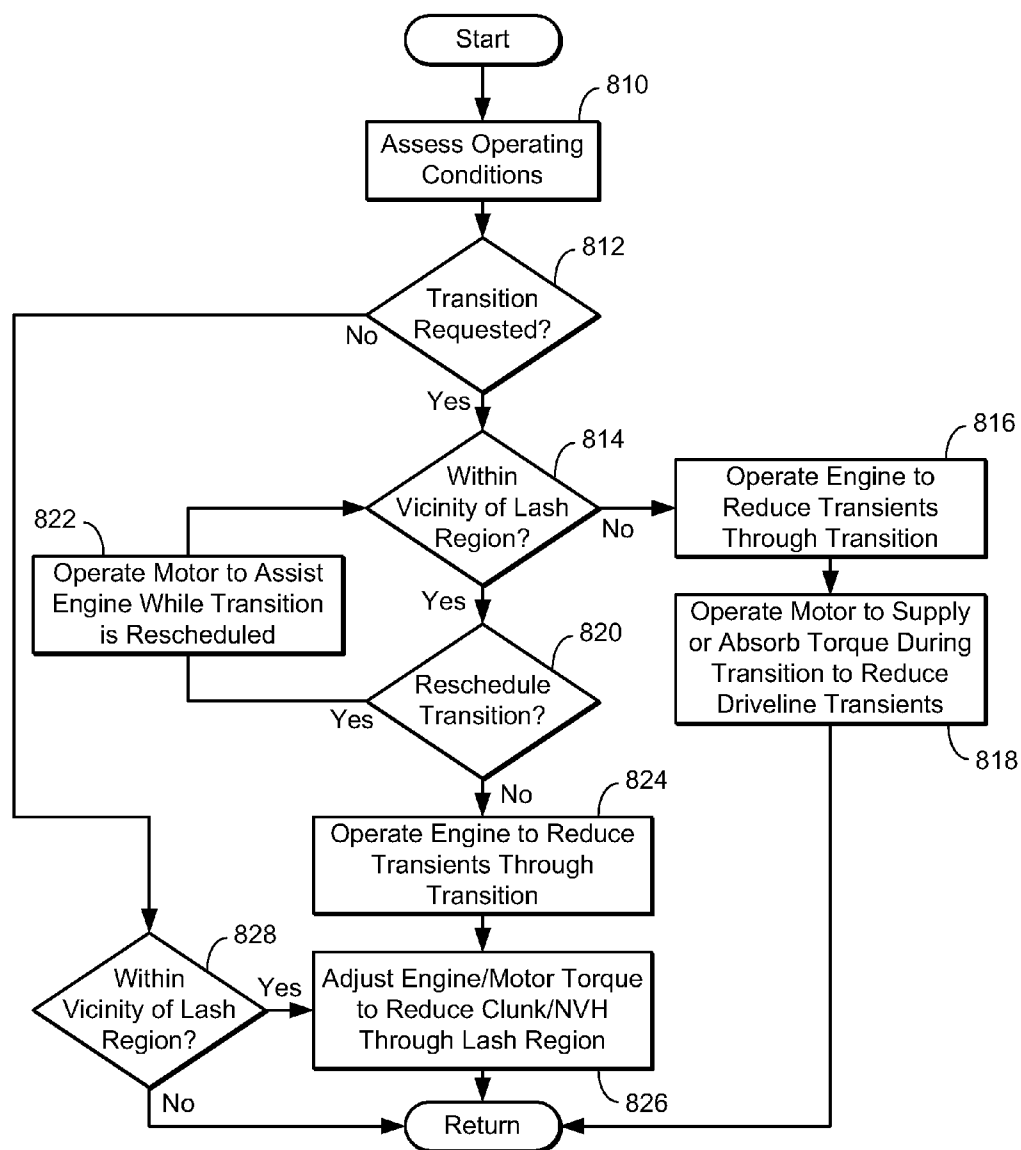 Start
810
Assess Operating
Conditions
812
Transition
Requested?
No
Yes
814
Within
Vicinity of Lash
Region?
No
Yes
816
Operate Engine to
Reduce Transients
Through Transition
822
Operate Motor to Assist
Engine While Transition
is Rescheduled
Operate Motor to Supply
or Absorb Torque During
Transition to Reduce
Driveline Transients
818
820
Reschedule
Transition?
Yes
No
824
Operate Engine to Reduce
Transients Through
Transition
828
Within
Vicinity of Lash
Region?
Yes
No
Adjust Engine/Motor Torque
to Reduce Clunk/NVH
Through Lash Region
826
Return